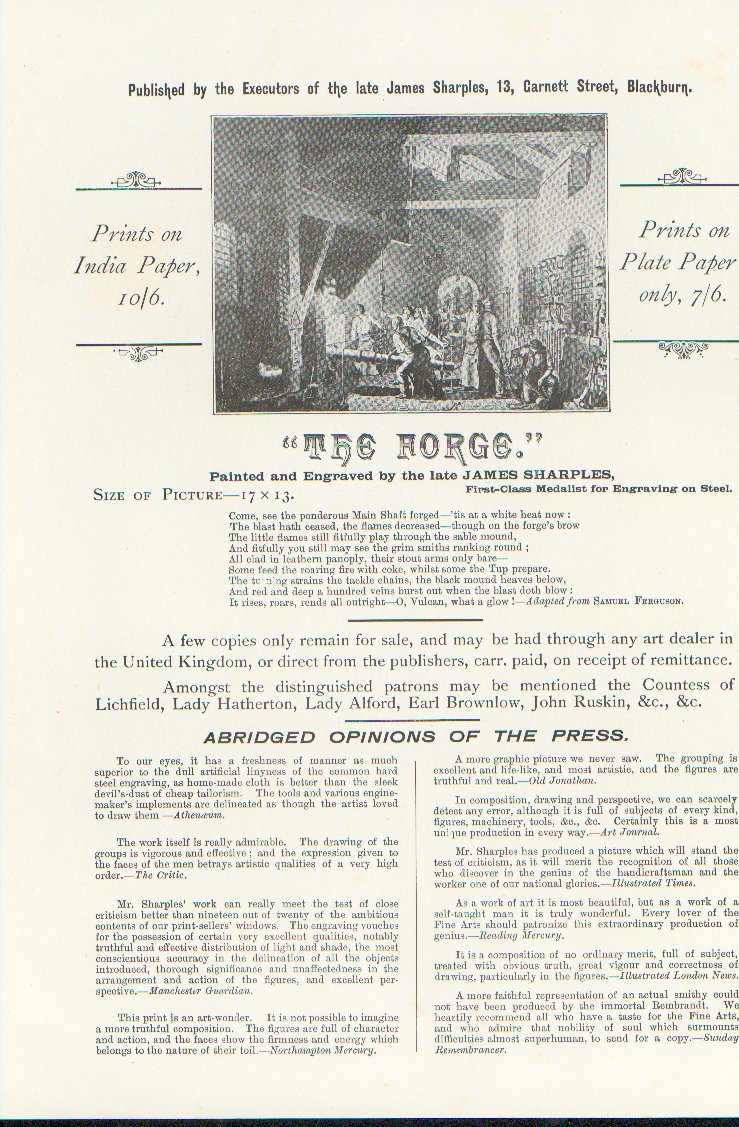 Published by the Executors of the late James Sharples, 13, Garnett Street, Blackburn.
Prints on
India Paper,
10/6.
Prints on
Plate Paper
only, 7/6.
"THE FORGE."
Painted and Engraved by the late JAMES SHARPLES,
First-Class Medalist for Engraving on Steel.
SIZE OF PICTURE—17 × 13.
Come, see the ponderous Main Shaft forged—'tis at a white heat now :
The blast hath ceased, the flames decreased—though on the forge's brow
The little flames still fitfully play through the sable mound,
And fitfully you still may see the grim smiths ranking round ;
All clad in leathern panoply, their stout arms only bare—
Some feed the roaring fire with coke, whilst some the Tup prepare.
The strains the tackle chains, the black mound heaves below,
And red and deep a hundred veins burst out when the blast doth blow :
It rises, roars, rends all outright—O, Vulcan, what a glow !—Adapted from SAMUEL FERGUSON.
A few copies only remain for sale, and may be had through any art dealer in
the United Kingdom, or direct from the publishers, carr. paid, on receipt of remittance.
Amongst the distinguished patrons may be mentioned the Countess of
Lichfield, Lady Hatherton, Lady Alford, Earl Brownlow, John Ruskin, &c., &c.
ABRIDGED OPINIONS OF THE PRESS.
To our eyes, it has a freshness of manner as much
superior to the dull artificial linyness of the common hard
steel engraving, as home-made cloth is better than the sleek
devil's-dust of cheap tailorism. The tools and various engine-
maker's implements are delineated as though the artist loved
to draw them —Athenæum.
The work itself is really admirable. The drawing of the
groups is vigorous and effective ; and the expression given to
the faces of the men betrays artistic qualities of a very high
order.—The Critic.
Mr. Sharples' work can really meet the test of close
criticism better than nineteen out of twenty of the ambitious
contents of our print-sellers' windows. The engraving vouches
for the possession of certain very excellent qualities, notably
truthful and effective distribution of light and shade, the most
conscientious accuracy in the delineation of all the objects
introduced, thorough significance and unaffectedness in the
arrangement and action of the figures, and excellent per-
spective.—Manchester Guardian.
This print is an art-wonder. It is not possible to imagine
a more truthful composition. The figures are full of character
and action, and the faces show the firmness and energy which
belongs to the nature of their toil.—Northampton Mercury.
A more graphic picture we never saw. The grouping is
excellent and life-like, and most artistic, and the figures are
truthful and real.—Old Jonathan.
In composition, drawing and perspective, we can scarcely
detect any error, although it is full of subjects of every kind,
figures, machinery, tools, &c., &c. Certainly this is a most
unique production in every way.—Art Journal.
Mr. Sharples has produced a picture which will stand the
test of criticism, as it will merit the recognition of all those
who discover in the genius of the handicraftsman and the
worker one of our national glories.—Illustrated Times.
As a work of art it is most beautiful, but as a work of a
self-taught man it is truly wonderful. Every lover of the
Fine Arts should patronize this extraordinary production of
genius.—Reading Mercury.
It is a composition of no ordinary merit, full of subject,
treated with obvious truth, great vigour and correctness of
drawing, particularly in the figures.—Illustrated London News.
A more faithful representation of an actual smithy could
not have been produced by the immortal Rembrandt. We
heartily recommend all who have a taste for the Fine Arts,
and who admire that nobility of soul which surmounts
difficulties almost superhuman, to send for a copy.—Sunday
Remembrancer.